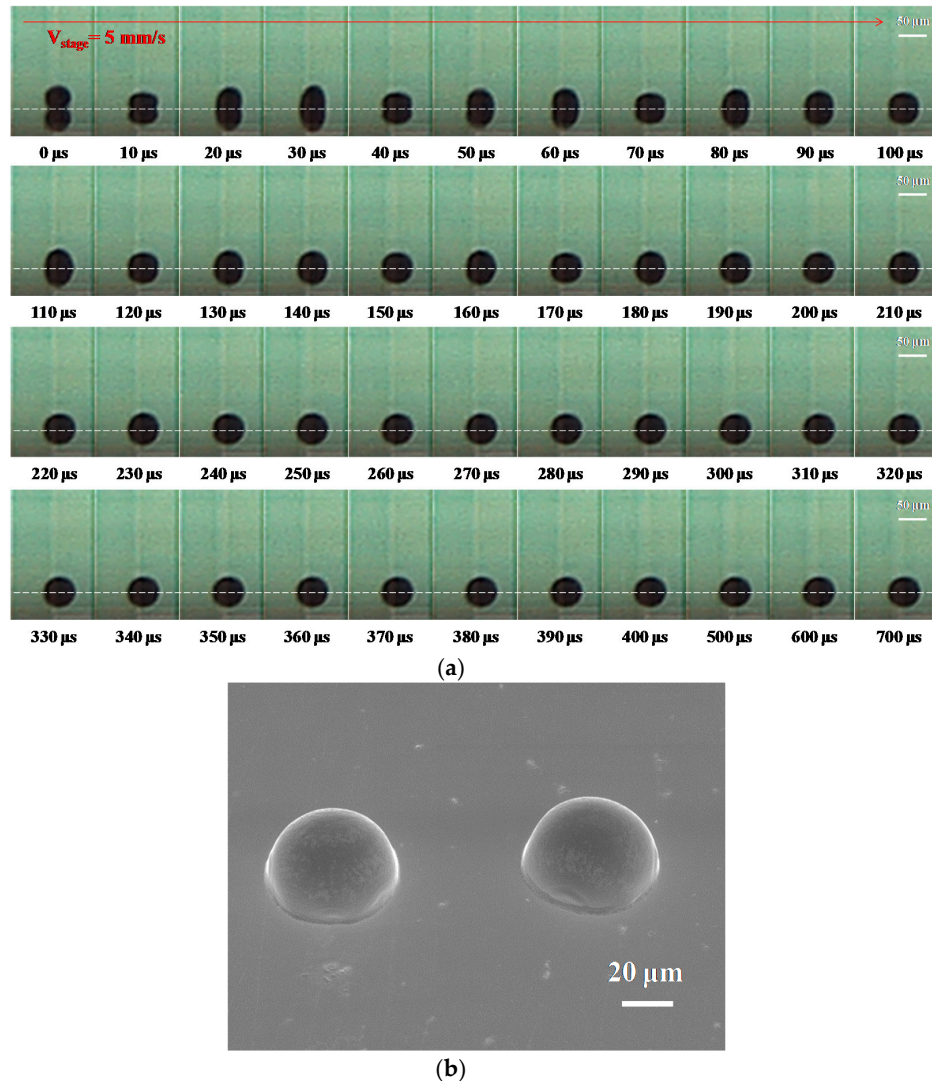 50 μm
V_stage = 5 mm/s
0 μs 10 μs 20 μs 30 μs 40 μs 50 μs 60 μs 70 μs 80 μs 90 μs 100 μs
50 μm
110 μs 120 μs 130 μs 140 μs 150 μs 160 μs 170 μs 180 μs 190 μs 200 μs 210 μs
50 μm
220 μs 230 μs 240 μs 250 μs 260 μs 270 μs 280 μs 290 μs 300 μs 310 μs 320 μs
50 μm
330 μs 340 μs 350 μs 360 μs 370 μs 380 μs 390 μs 400 μs 500 μs 600 μs 700 μs
(a)
20 μm
(b)